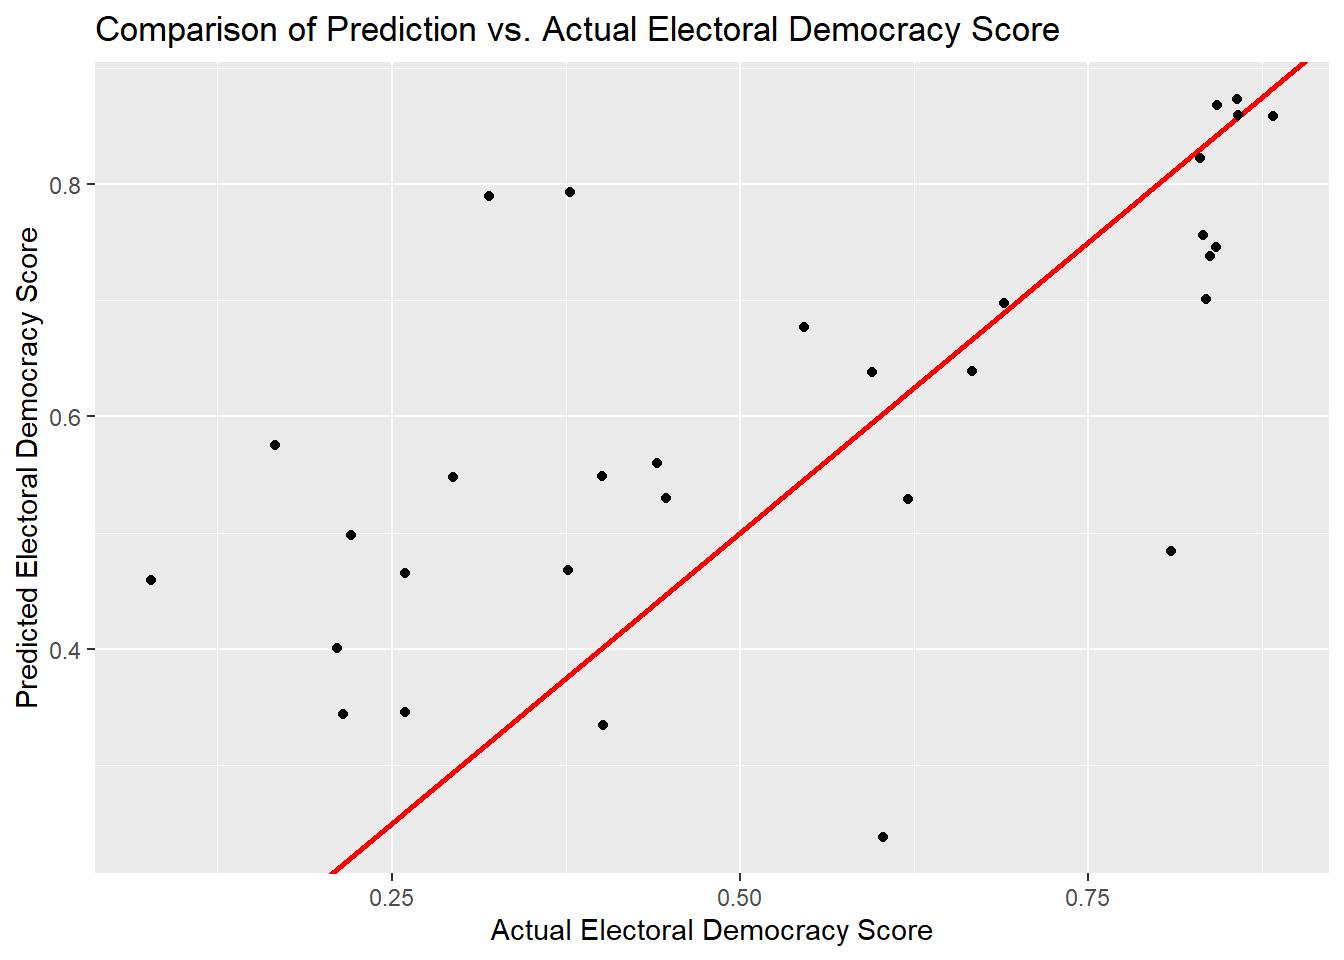 Comparison of Prediction vs. Actual Electoral Democracy Score
Predicted Electoral Democracy Score
0.8
0.6
0.4
0.25 0.50 0.75
Actual Electoral Democracy Score